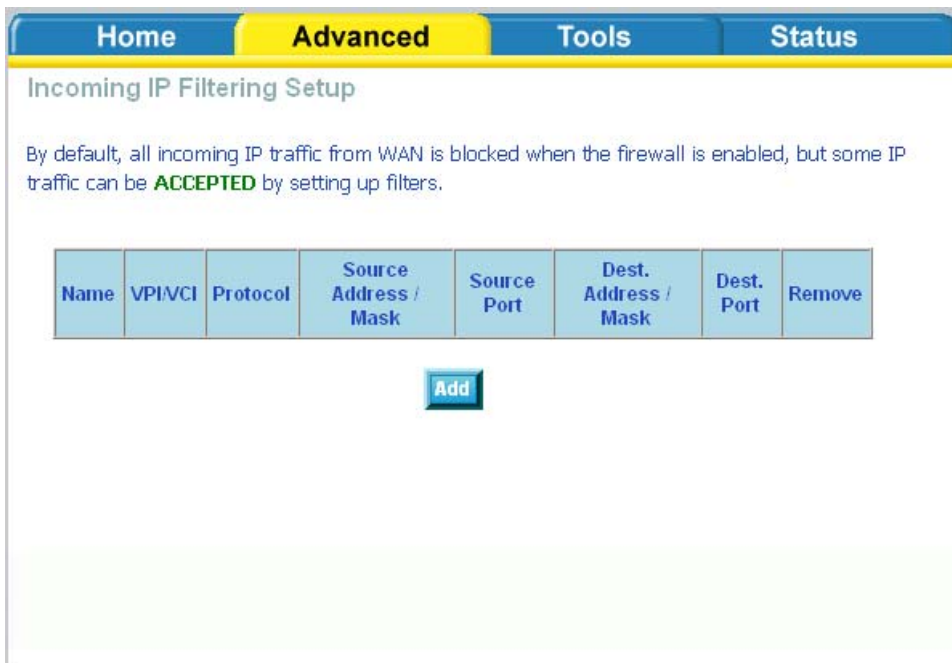 Home Advanced Tools Status
Incoming IP Filtering Setup
By default, all incoming IP traffic from WAN is blocked when the firewall is enabled, but some IP
traffic can be ACCEPTED by setting up filters.
Name VPI/VCI Protocol Source Address / Mask Source Port Dest. Address / Mask Dest. Port Remove
Add